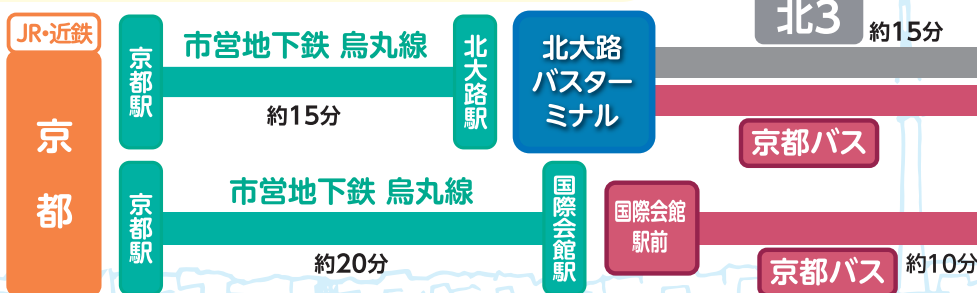 JR・近鉄
京都
京都駅
市営地下鉄 烏丸線
約15分
北大路駅
北大路
バスター
ミナル
北3
約15分
京都バス
京都駅
市営地下鉄 烏丸線
約20分
国際会館駅
国際会館
駅前
京都バス
約10分